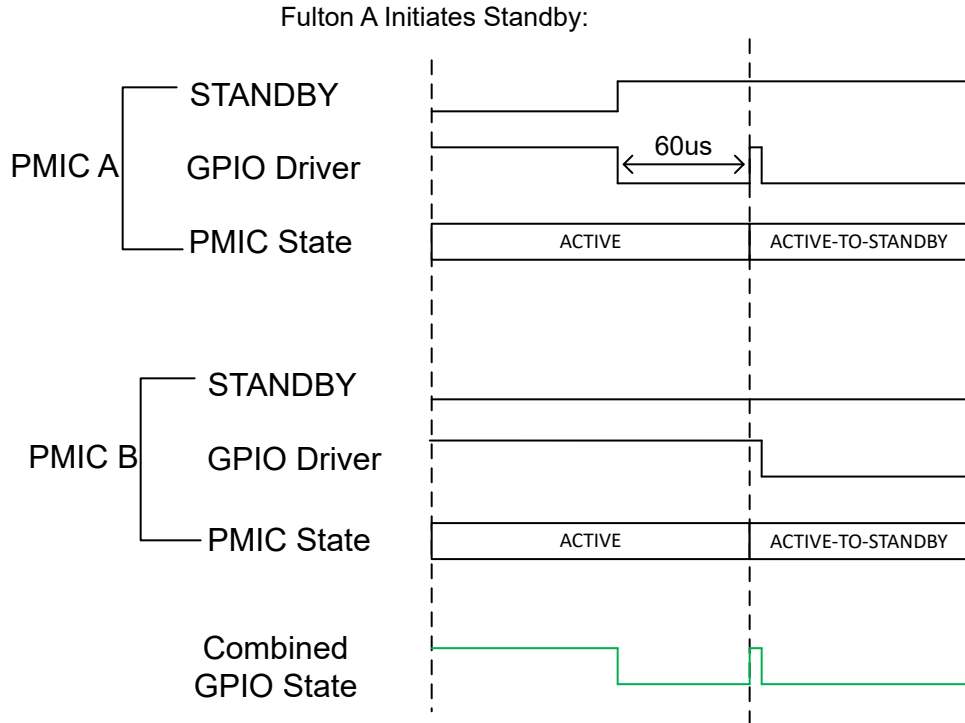 Fulton A Initiates Standby:
STANDBY
60us
PMIC A
GPIO Driver
PMIC State
ACTIVE
ACTIVE-TO-STANDBY
STANDBY
PMIC B
GPIO Driver
PMIC State
ACTIVE
ACTIVE-TO-STANDBY
Combined
GPIO State